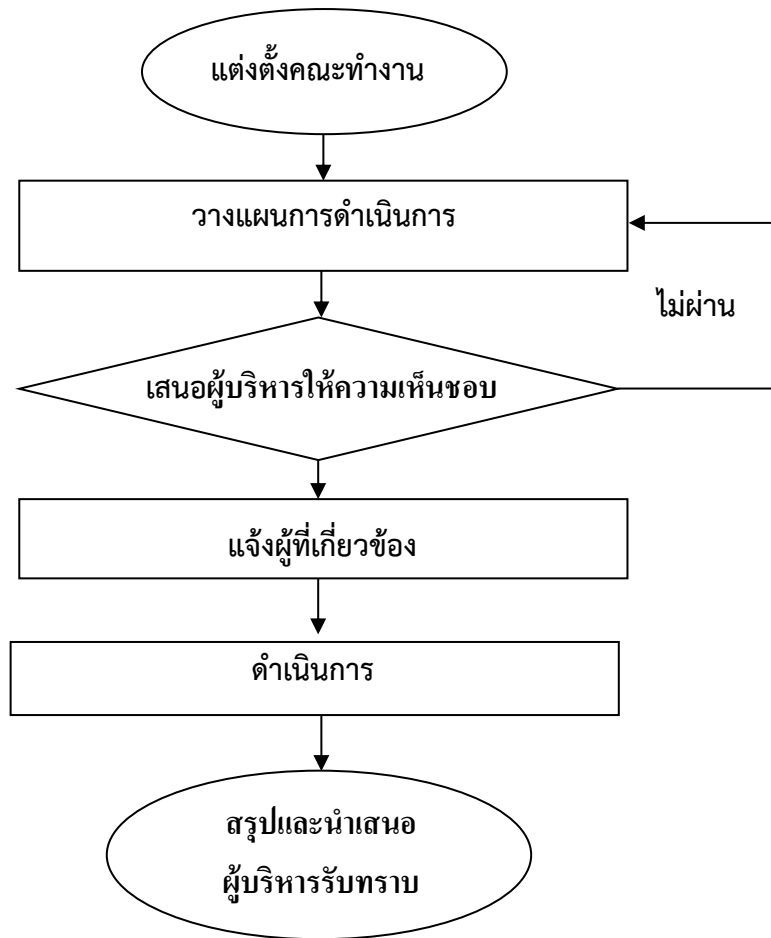 แต่งตั้งคณะทำงาน
วางแผนการดำเนินการ
ไม่ผ่าน
เสนอผู้บริหารให้ความเห็นชอบ
แจ้งผู้ที่เกี่ยวข้อง
ดำเนินการ
สรุปและนำเสนอ
ผู้บริหารรับทราบ